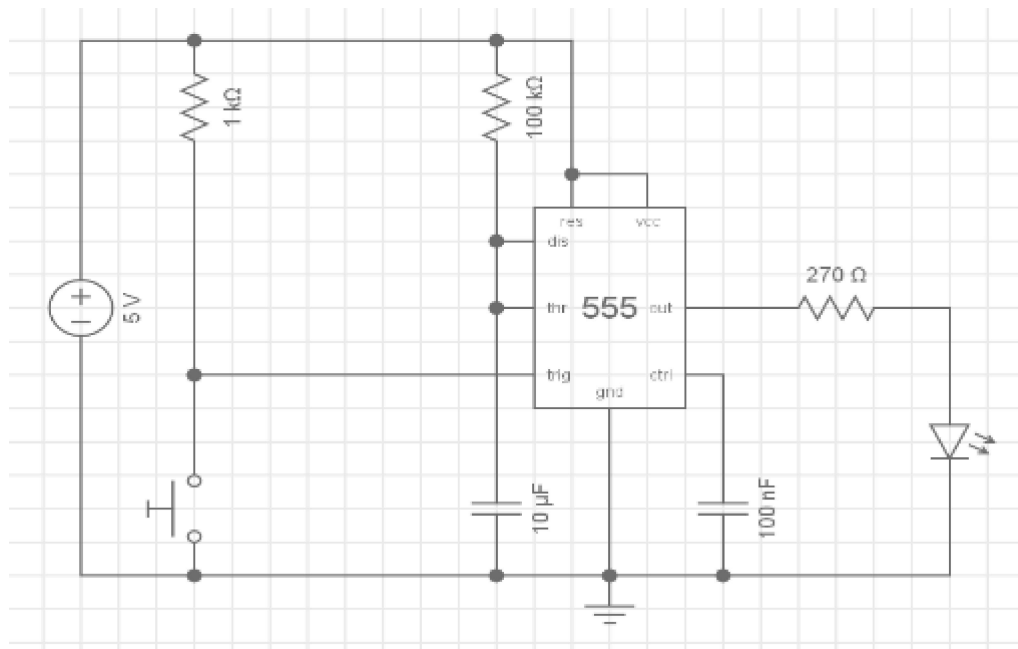 1 kΩ
100 kΩ
res
vcc
dis
270 Ω
5 V
thr
555
out
trig
ctrl
gnd
10 µF
100 nF